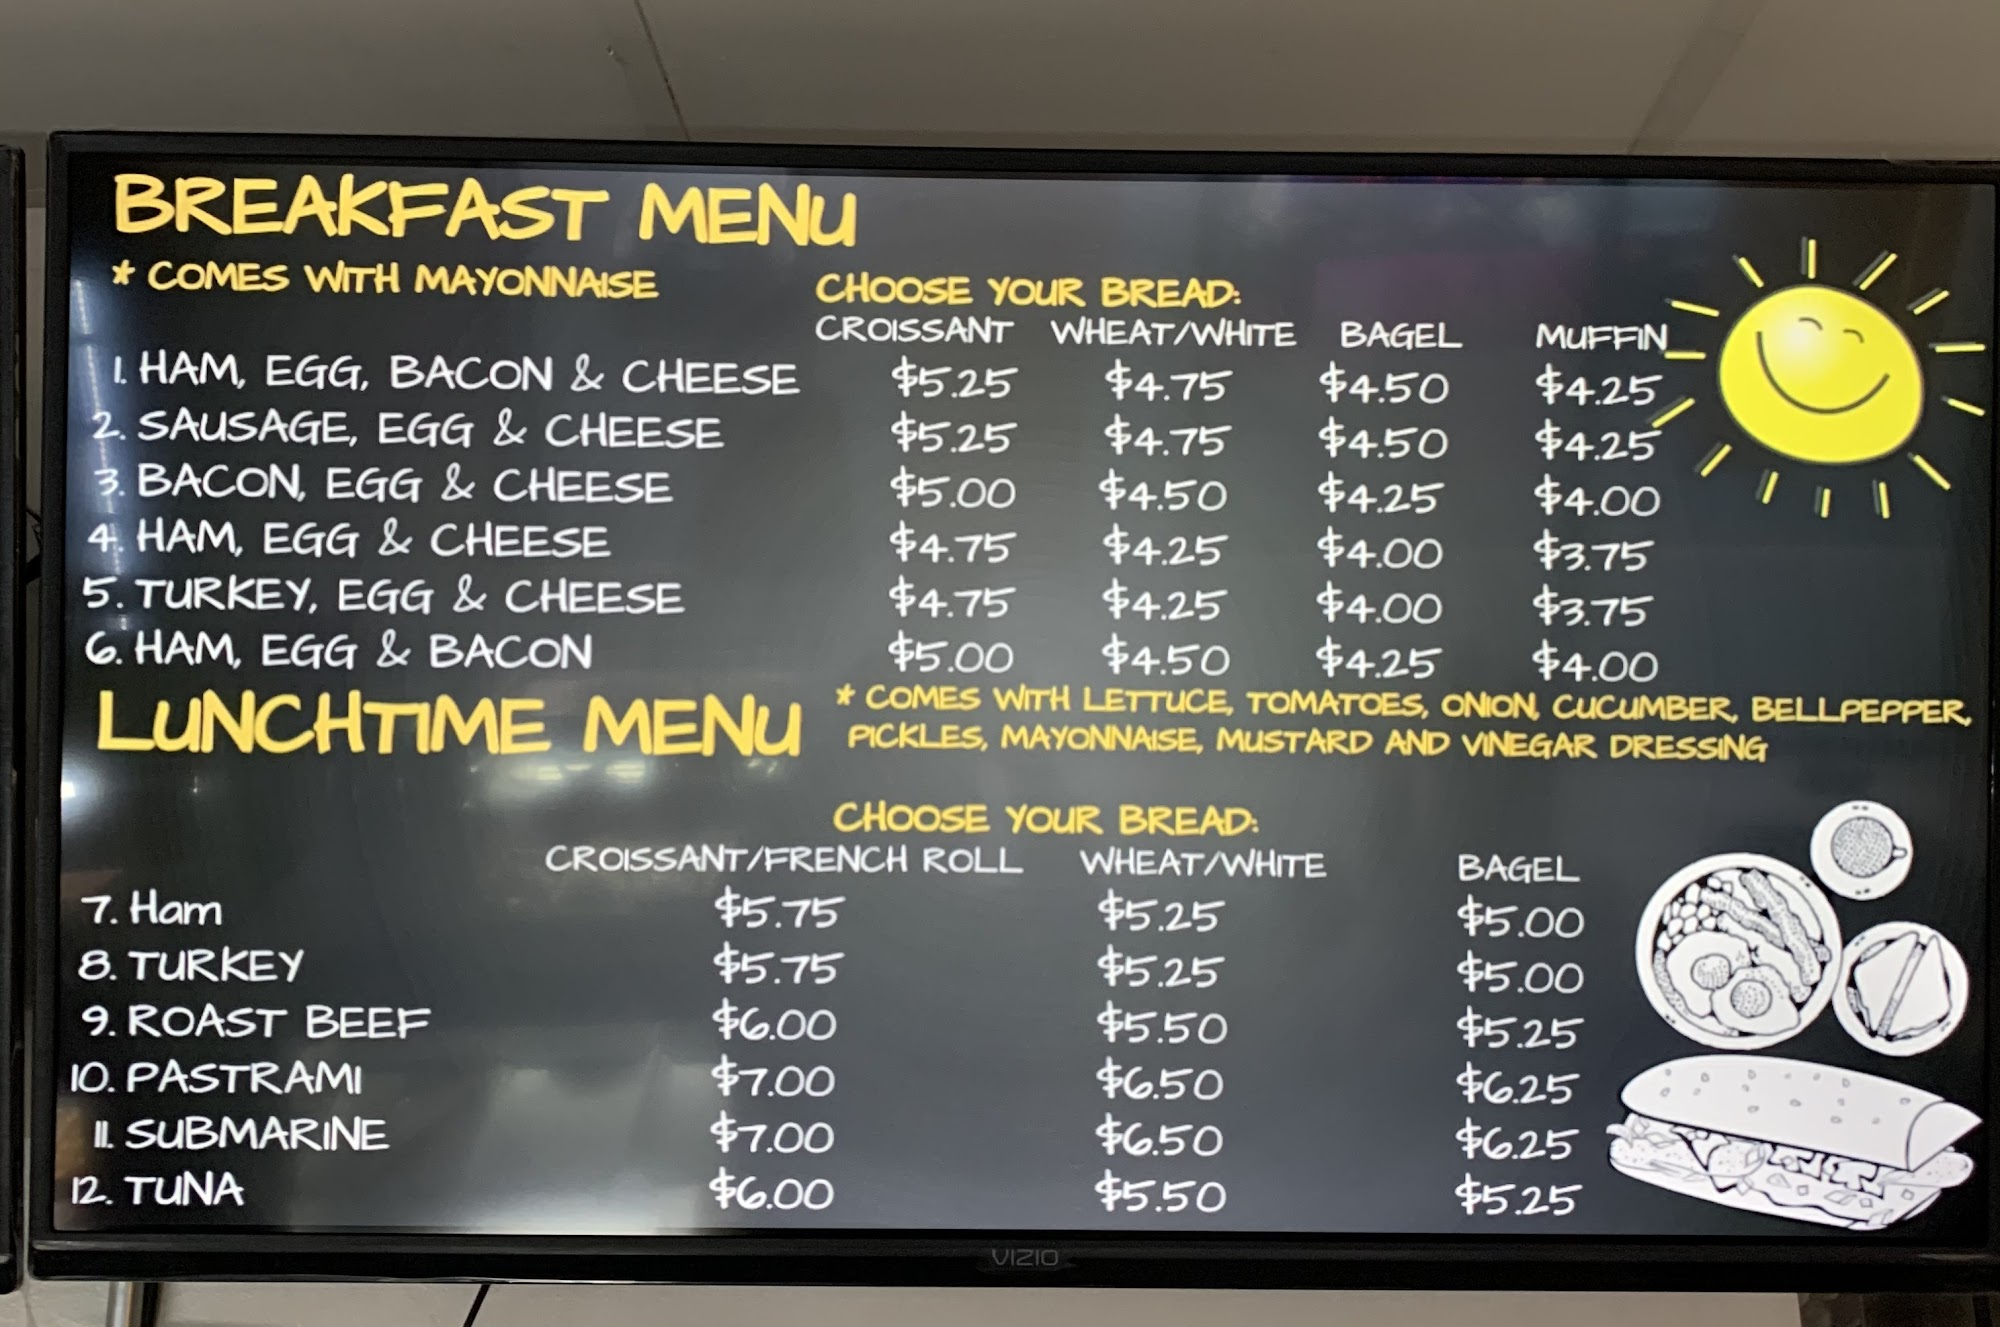 BREAKFAST MENU
* COMES WITH MAYONNAISE
CHOOSE YOUR BREAD:
CROISSANT WHEAT/WHITE BAGEL MUFFIN
1. HAM, EGG, BACON & CHEESE $5.25 $4.75 $4.50 $4.25
2. SAUSAGE, EGG & CHEESE $5.25 $4.75 $4.50 $4.25
3. BACON, EGG & CHEESE $5.00 $4.50 $4.25 $4.00
4. HAM, EGG & CHEESE $4.75 $4.25 $4.00 $3.75
5. TURKEY, EGG & CHEESE $4.75 $4.25 $4.00 $3.75
6. HAM, EGG & BACON $5.00 $4.50 $4.25 $4.00
LUNCHTIME MENU
* COMES WITH LETTUCE, TOMATOES, ONION, CUCUMBER, BELLPEPPER,
PICKLES, MAYONNAISE, MUSTARD AND VINEGAR DRESSING
CHOOSE YOUR BREAD:
CROISSANT/FRENCH ROLL WHEAT/WHITE BAGEL
7. Ham $5.75 $5.25 $5.00
8. TURKEY $5.75 $5.25 $5.00
9. ROAST BEEF $6.00 $5.50 $5.25
10. PASTRAMI $7.00 $6.50 $6.25
11. SUBMARINE $7.00 $6.50 $6.25
12. TUNA $6.00 $5.50 $5.25
VIZIO